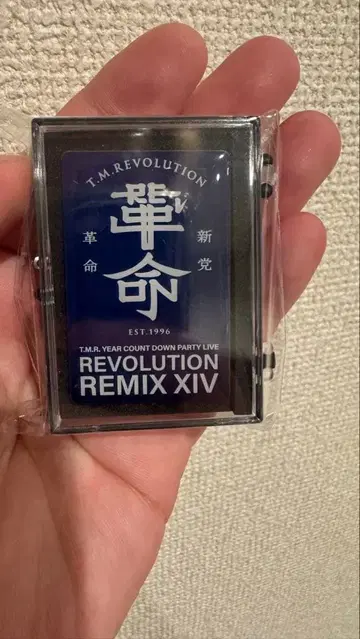 T.M.REVOLUTION
革命
革命
新党
EST.1996
T.M.R. YEAR COUNT DOWN PARTY LIVE
REVOLUTION
REMIX XIV